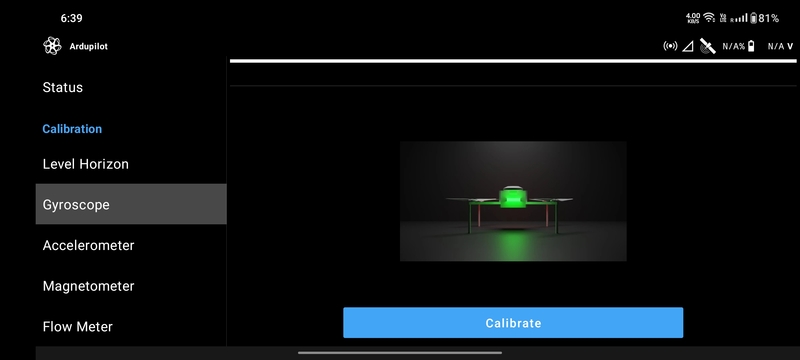 6:39
4.00 KB/S Vo LTE R 81%
Ardupilot
N/A% N/A V
Status
Calibration
Level Horizon
Gyroscope
Accelerometer
Magnetometer
Flow Meter
Calibrate